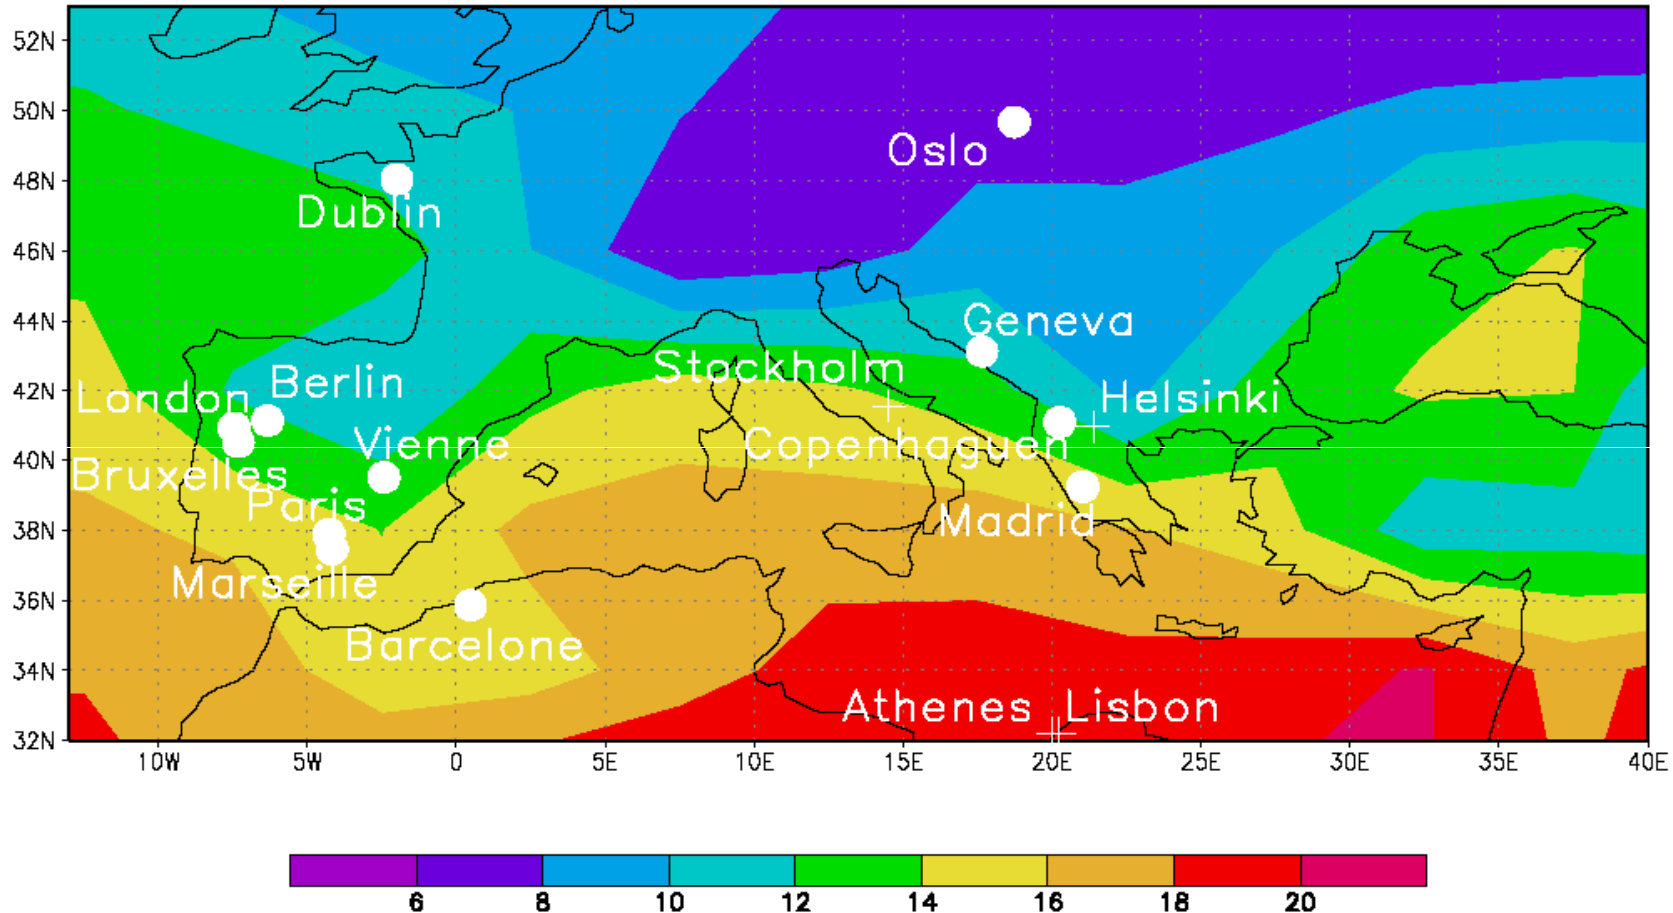 52N
50N
Oslo
48N
Dublin
46N
44N
Geneva
Stockholm
42N
London
Berlin
Helsinki
Vienne
Copenhaguen
40N
Bruxelles
Paris
Madrid
38N
Marseille
36N
Barcelone
34N
Athenes
Lisbon
32N
10W 5W 0 5E 10E 15E 20E 25E 30E 35E 40E
6 8 10 12 14 16 18 20